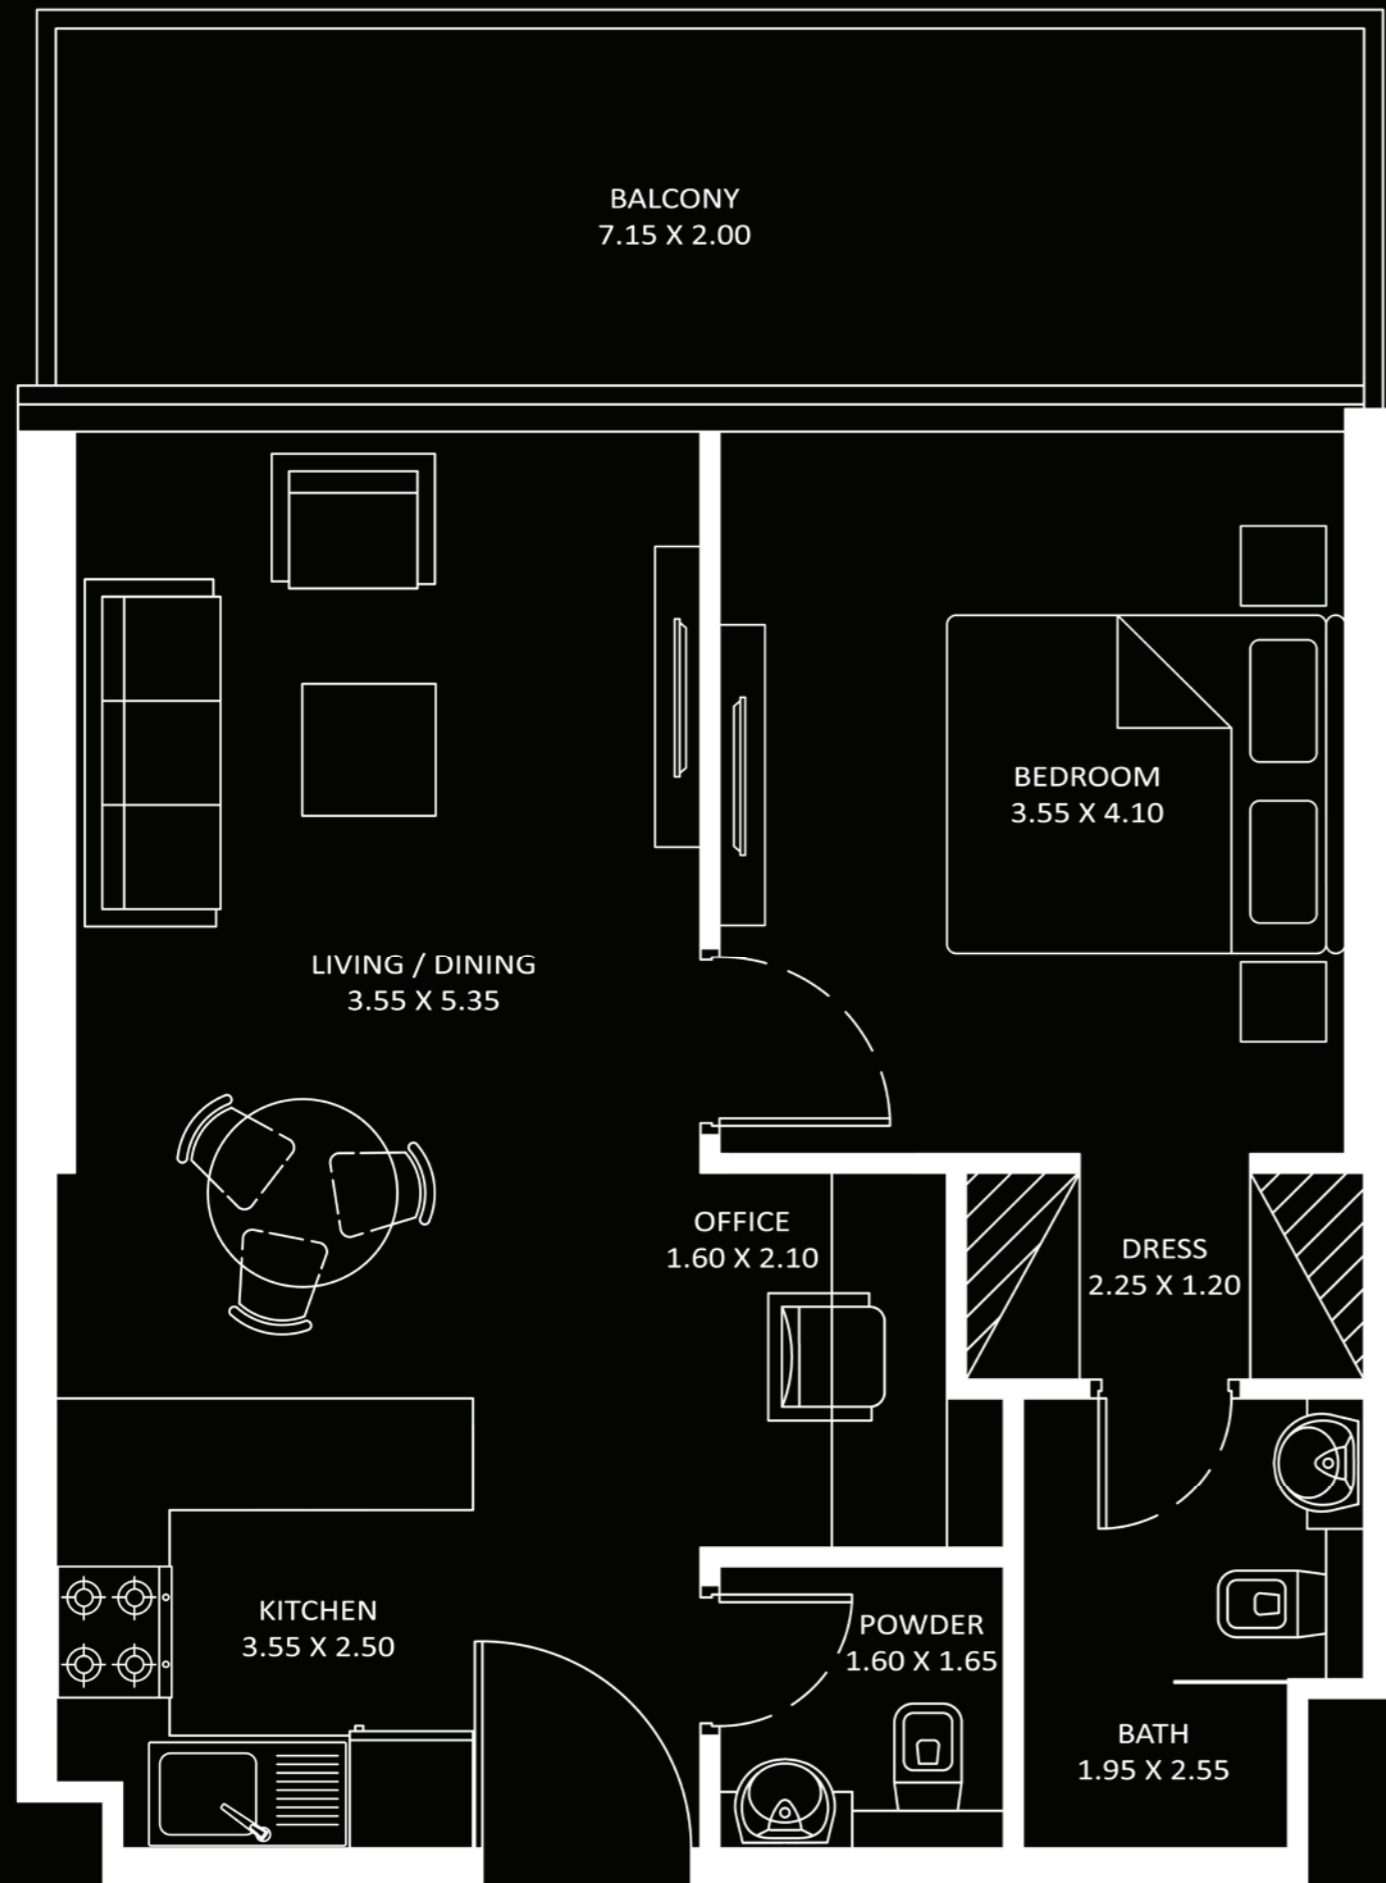 BALCONY
7.15 X 2.00
BEDROOM
3.55 X 4.10
LIVING / DINING
3.55 X 5.35
OFFICE
1.60 X 2.10
DRESS
2.25 X 1.20
KITCHEN
3.55 X 2.50
POWDER
1.60 X 1.65
BATH
1.95 X 2.55